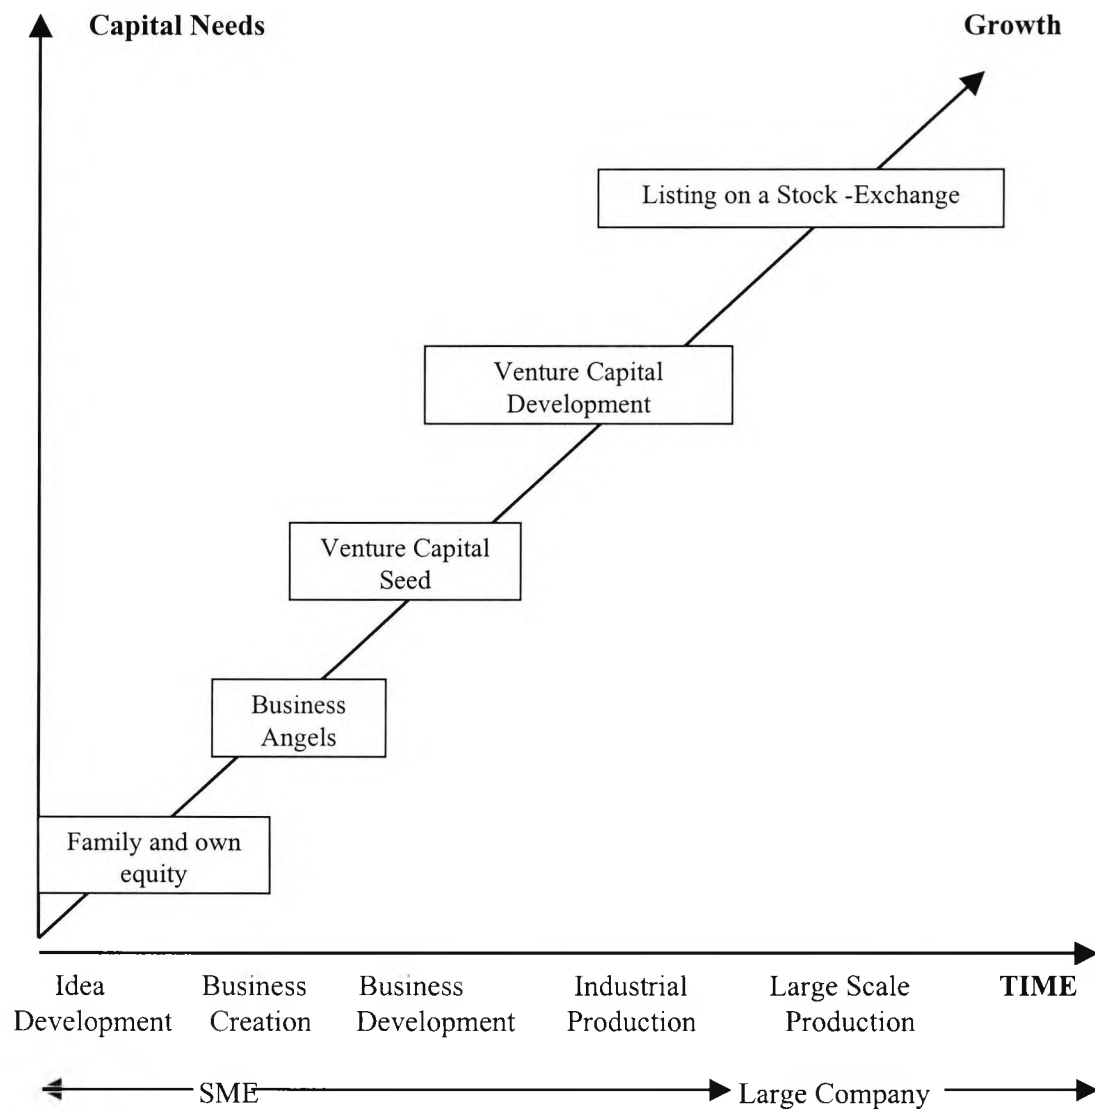 Capital Needs
Growth
Listing on a Stock -Exchange
Venture Capital
Development
Venture Capital
Seed
Business
Angels
Family and own
equity
Idea
Development
Business
Creation
Business
Development
Industrial
Production
Large Scale
Production
TIME
SME
Large Company